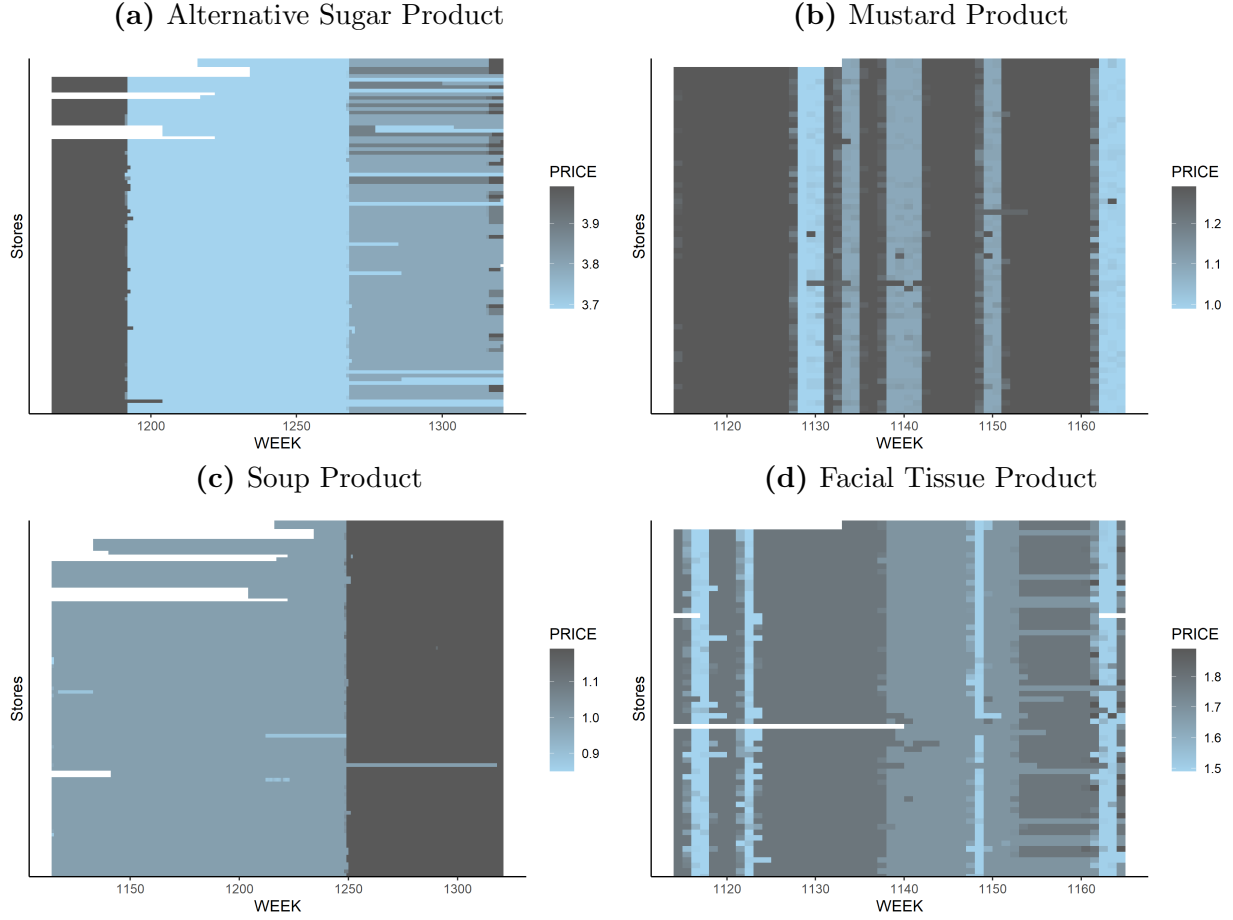 (a) Alternative Sugar Product
Stores
1200 1250 1300
WEEK
PRICE
3.9
3.8
3.7
(b) Mustard Product
Stores
1120 1130 1140 1150 1160
WEEK
PRICE
1.2
1.1
1.0
(c) Soup Product
Stores
1150 1200 1250 1300
WEEK
PRICE
1.1
1.0
0.9
(d) Facial Tissue Product
Stores
1120 1130 1140 1150 1160
WEEK
PRICE
1.8
1.7
1.6
1.5